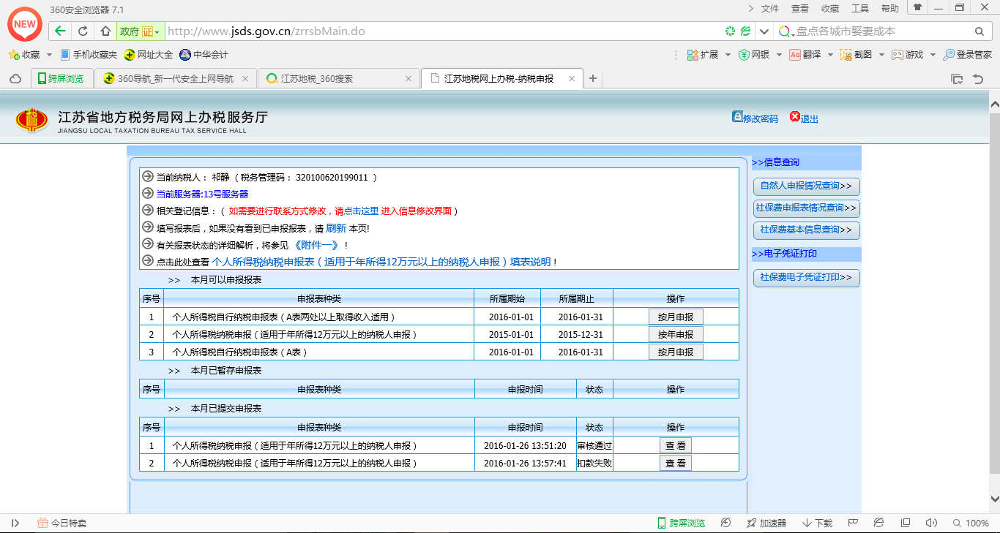 360安全浏览器 7.1
文件 查看 收藏 工具 帮助
NEW
政府 证 http://www.jsds.gov.cn/zrrsbMain.do 盘点各城市娶妻成本
收藏 手机收藏夹 网址大全 中华会计 扩展 网银 Aa 翻译 截图 游戏 登录管家
跨屏浏览 360导航_新一代安全上网导航 江苏地税_360搜索 江苏地税网上办税-纳税申报
江苏省地方税务局网上办税服务厅
JIANGSU LOCAL TAXATION BUREAU TAX SERVICE HALL
修改密码 退出
当前纳税人： 祁静 （ 税务管理码： 320100620199011 ）
当前服务器:13号服务器
相关登记信息：（ 如需要进行联系方式修改，请点击这里 进入信息修改界面 ）
填写报表后，如果没有看到已申报报表，请 刷新 本页!
有关报表状态的详细解析，将参见 《附件一》 ！
点击此处查看 个人所得税纳税申报表（适用于年所得12万元以上的纳税人申报）填表说明 ！
>>信息查询
自然人申报情况查询>>
社保费申报表情况查询>>
社保费基本信息查询>>
>>电子凭证打印
社保费电子凭证打印>>
>> 本月可以申报报表
序号 申报表种类 所属期始 所属期止 操作
1 个人所得税自行纳税申报表（A表两处以上取得收入适用） 2016-01-01 2016-01-31 按月申报
2 个人所得税纳税申报（适用于年所得12万元以上的纳税人申报） 2015-01-01 2015-12-31 按年申报
3 个人所得税自行纳税申报表（A表） 2016-01-01 2016-01-31 按月申报
>> 本月已暂存申报表
序号 申报表种类 申报时间 状态 操作
>> 本月已提交申报表
序号 申报表种类 申报时间 状态 操作
1 个人所得税纳税申报（适用于年所得12万元以上的纳税人申报） 2016-01-26 13:51:20 审核通过 查 看
2 个人所得税纳税申报（适用于年所得12万元以上的纳税人申报） 2016-01-26 13:57:41 扣款失败 查 看
今日特卖 跨屏浏览 加速器 下载 100%